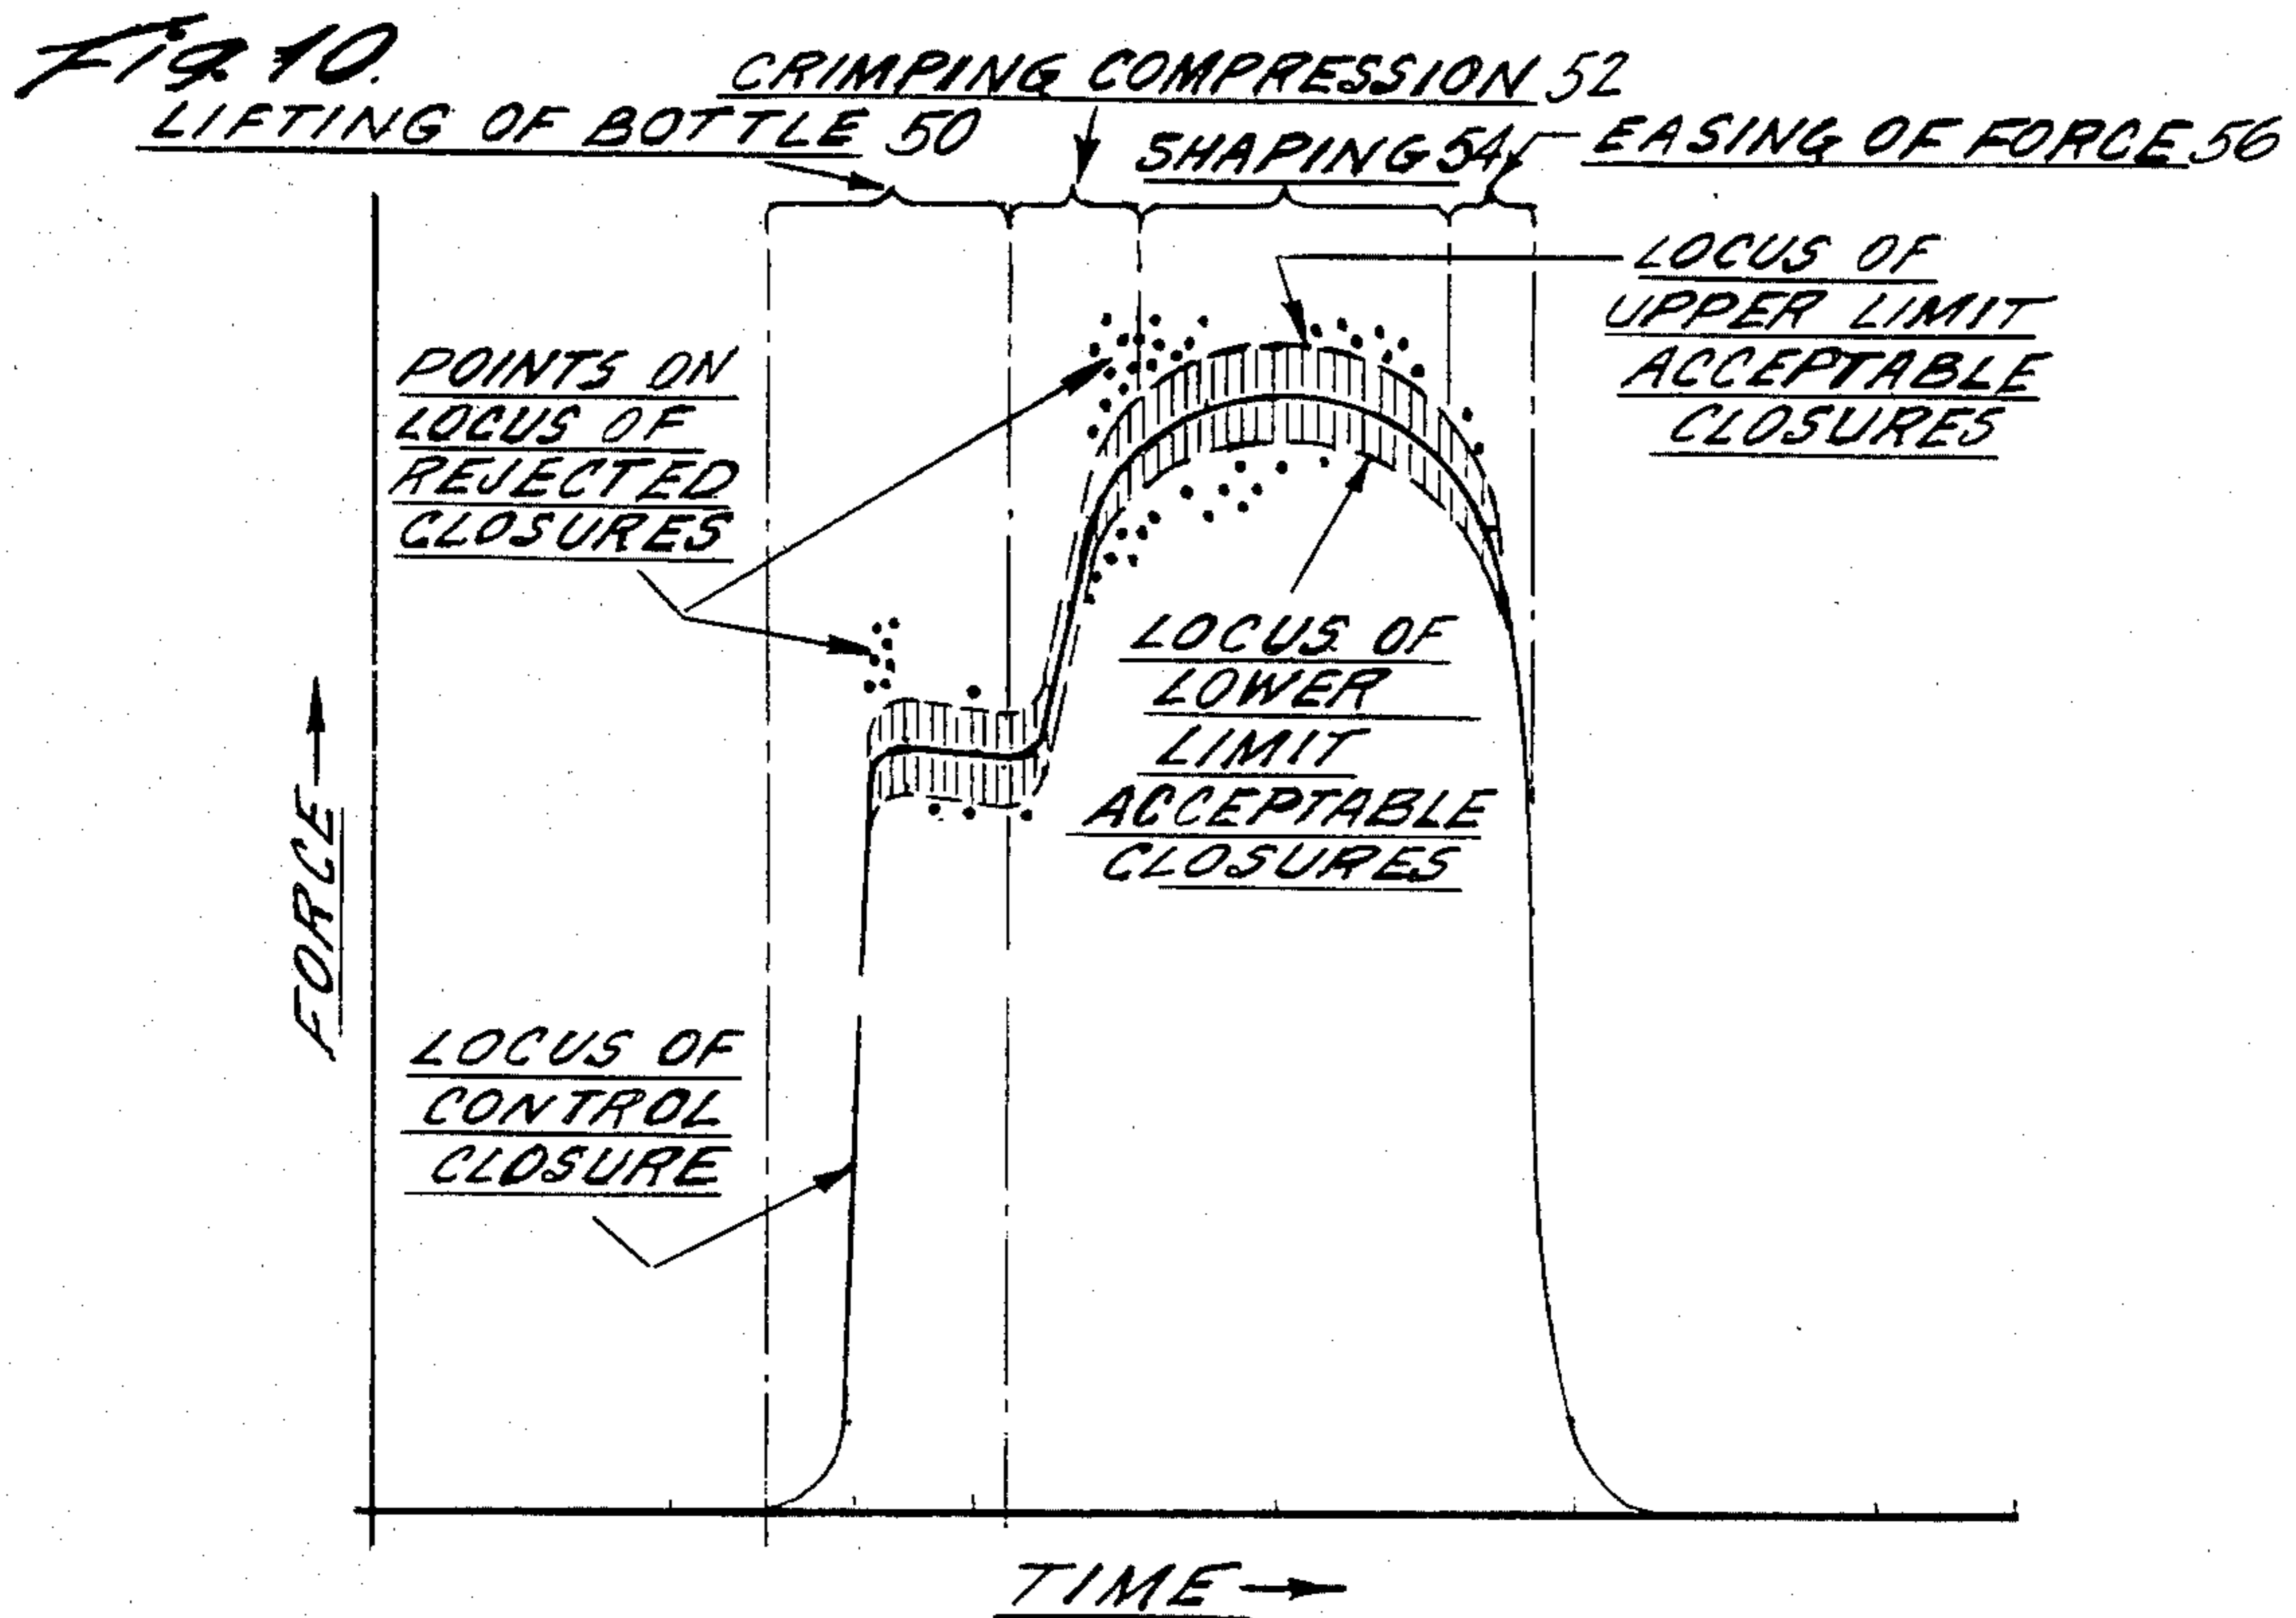 Fig. 10.
CRIMPING COMPRESSION 52
LIFTING OF BOTTLE 50
SHAPING 54
EASING OF FORCE 56
LOCUS OF
UPPER LIMIT
ACCEPTABLE
CLOSURES
POINTS ON
LOCUS OF
REJECTED
CLOSURES
LOCUS OF
LOWER
LIMIT
ACCEPTABLE
CLOSURES
FORCE
LOCUS OF
CONTROL
CLOSURE
TIME